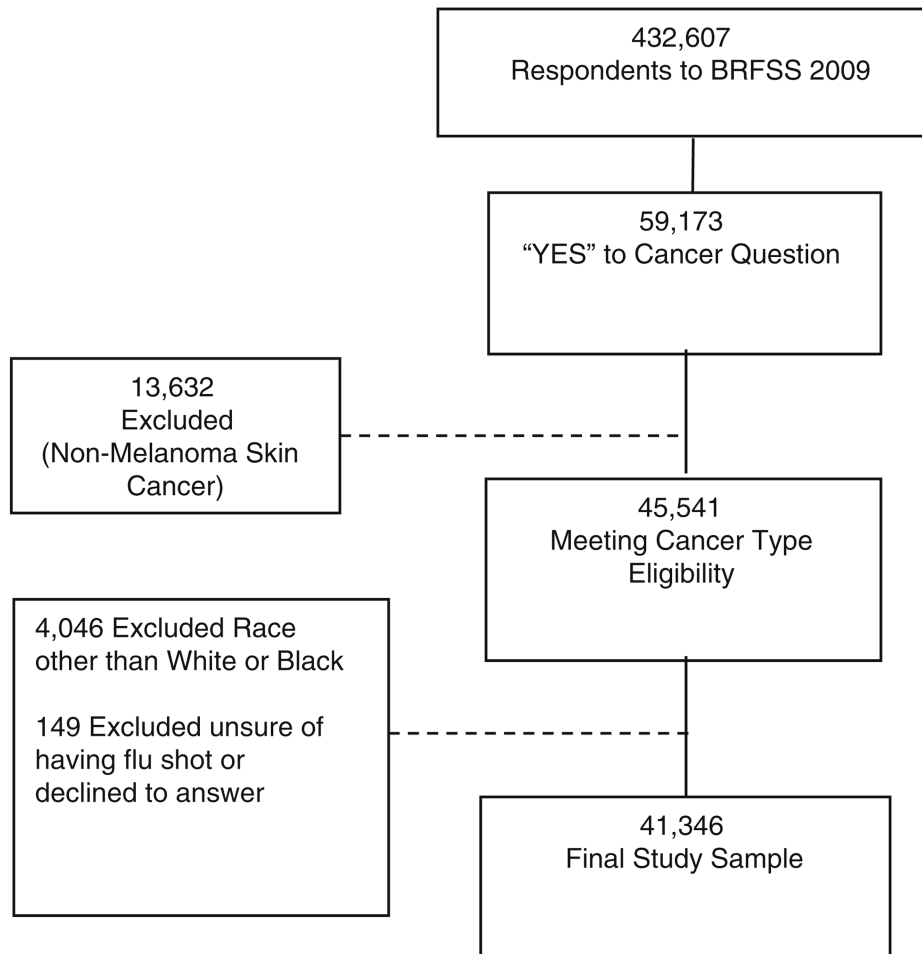 432,607
Respondents to BRFSS 2009
59,173
“YES” to Cancer Question
13,632
Excluded
(Non-Melanoma Skin
Cancer)
45,541
Meeting Cancer Type
Eligibility
4,046 Excluded Race
other than White or Black
149 Excluded unsure of
having flu shot or
declined to answer
41,346
Final Study Sample